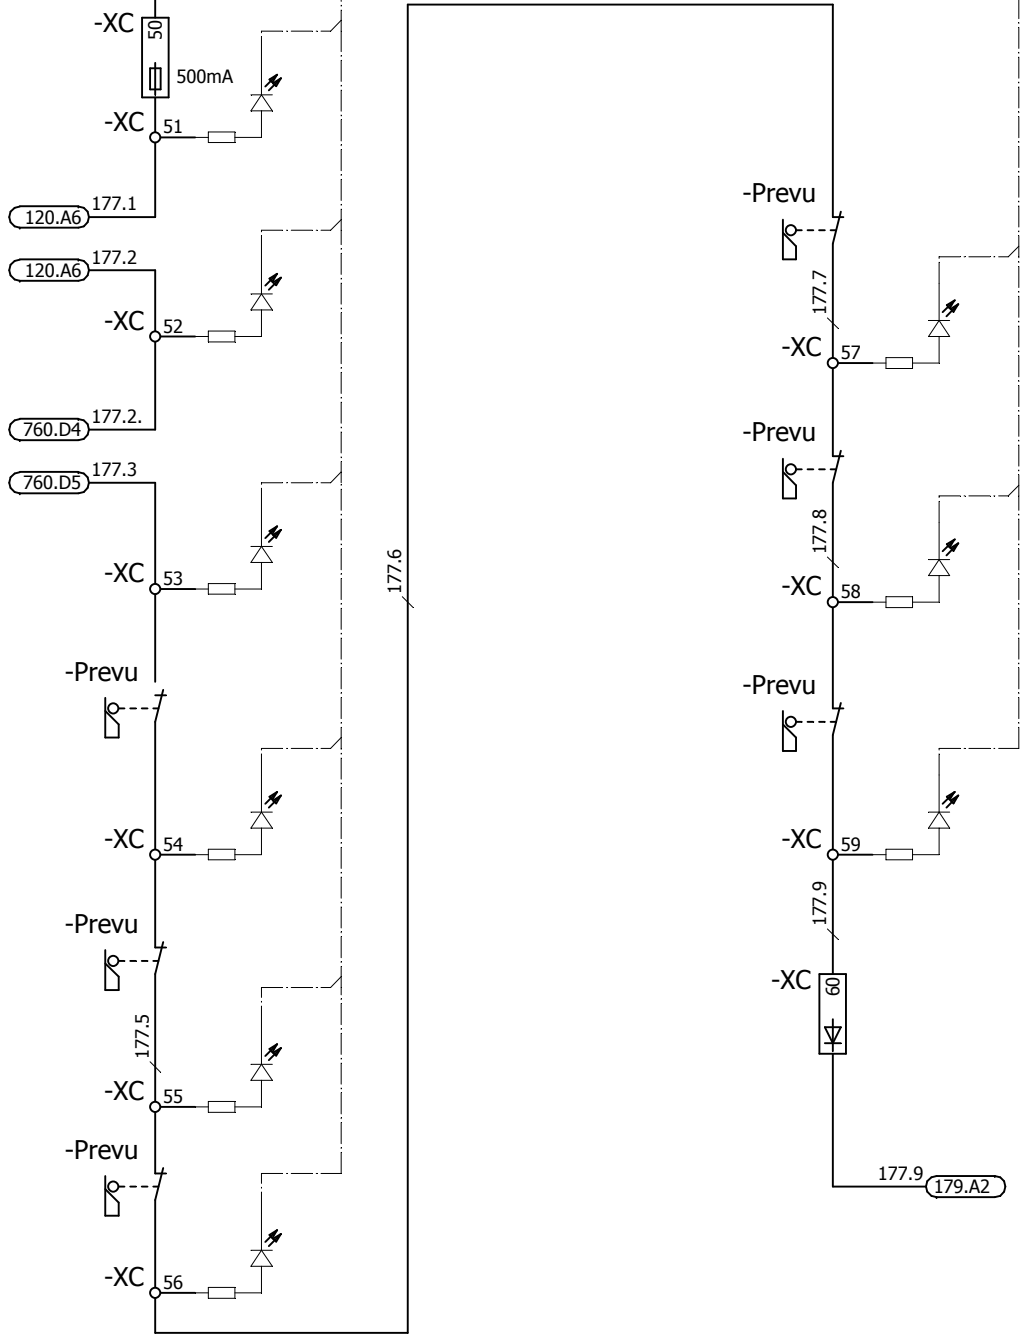 -XC
50
500mA
-XC
51
177.1
120.A6
177.2
120.A6
-XC
52
177.2.
760.D4
177.3
760.D5
-XC
53
-Prevu
-XC
54
-Prevu
177.5
-XC
55
-Prevu
-XC
56
177.6
-Prevu
177.7
-XC
57
-Prevu
177.8
-XC
58
-Prevu
-XC
59
177.9
-XC
60
177.9
179.A2